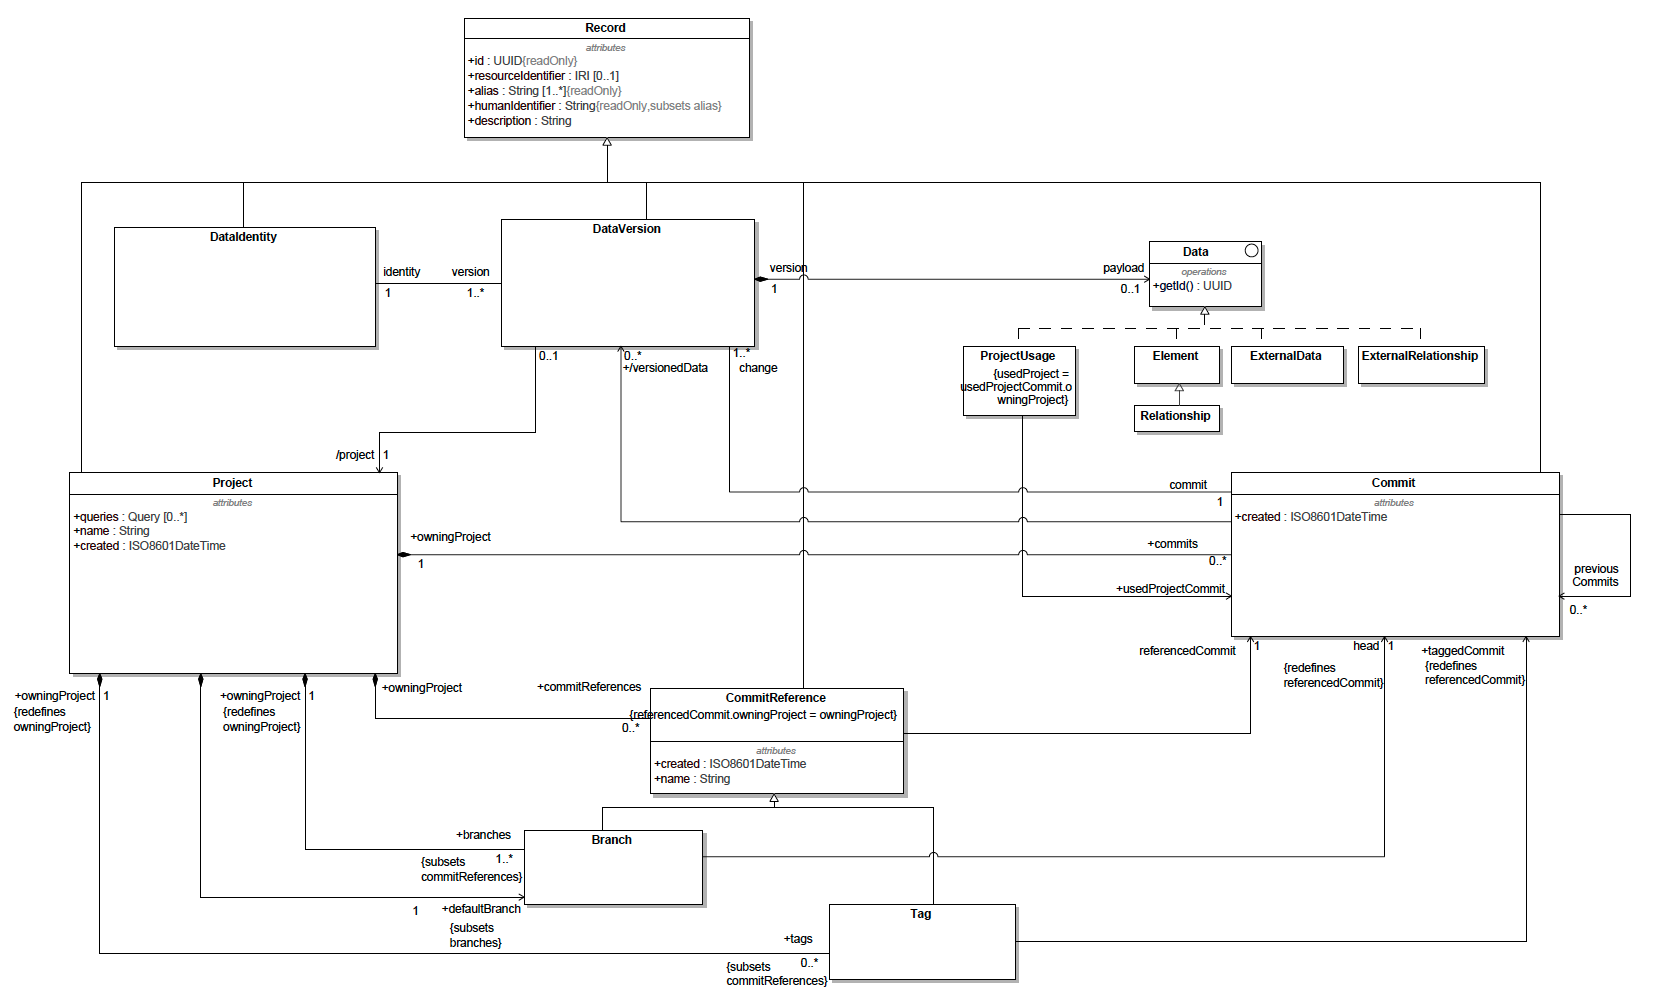 Record
attributes
+id : UUID{readOnly}
+resourceIdentifier : IRI [0..1]
+alias : String [1..*]{readOnly}
+humanIdentifier : String{readOnly,subsets alias}
+description : String
DataIdentity
identity
1
version
1..*
DataVersion
version
1
payload
0..1
Data
operations
+getId() : UUID
0..1
0..*
+/versionedData
1..*
change
ProjectUsage
{usedProject =
usedProjectCommit.o
wningProject}
Element
ExternalData
ExternalRelationship
Relationship
/project
1
Project
attributes
+queries : Query [0..*]
+name : String
+created : ISO8601DateTime
+owningProject
1
commit
1
+commits
0..*
+usedProjectCommit
Commit
attributes
+created : ISO8601DateTime
previous
Commits
0..*
referencedCommit
1
head
1
{redefines
referencedCommit}
+taggedCommit
{redefines
referencedCommit}
+owningProject
1
{redefines
owningProject}
+owningProject
1
{redefines
owningProject}
+owningProject
+commitReferences
0..*
CommitReference
{referencedCommit.owningProject = owningProject}
attributes
+created : ISO8601DateTime
+name : String
+branches
1..*
{subsets
commitReferences}
Branch
1
+defaultBranch
{subsets
branches}
+tags
0..*
{subsets
commitReferences}
Tag